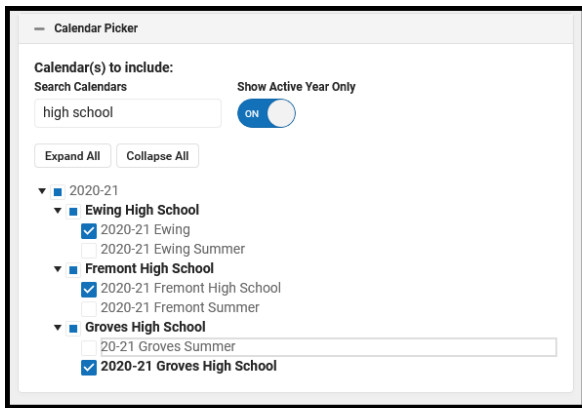 Calendar Picker
Calendar(s) to include:
Search Calendars Show Active Year Only
high school ON
Expand All Collapse All
2020-21
Ewing High School
2020-21 Ewing
2020-21 Ewing Summer
Fremont High School
2020-21 Fremont High School
2020-21 Fremont Summer
Groves High School
20-21 Groves Summer
2020-21 Groves High School